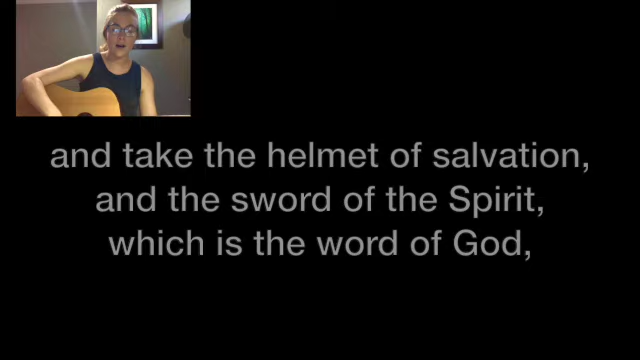 and take the helmet of salvation,
and the sword of the Spirit,
which is the word of God,